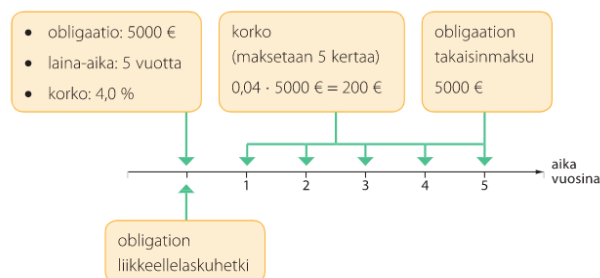 • obligaatio: 5000 €
• laina-aika: 5 vuotta
• korko: 4,0 %
korko
(maksetaan 5 kertaa)
0,04 · 5000 € = 200 €
obligaation
takaisinmaksu
5000 €
1 2 3 4 5
aika
vuosina
obligation
liikkeellelaskuhetki